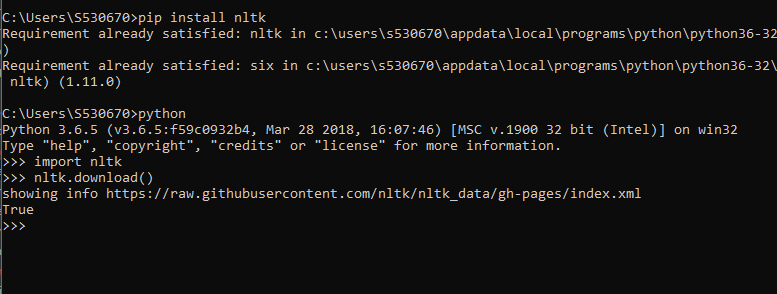 C:\Users\S530670>pip install nltk
Requirement already satisfied: nltk in c:\users\s530670\appdata\local\programs\python\python36-32
)
Requirement already satisfied: six in c:\users\s530670\appdata\local\programs\python\python36-32\
nltk) (1.11.0)
C:\Users\S530670>python
Python 3.6.5 (v3.6.5:f59c0932b4, Mar 28 2018, 16:07:46) [MSC v.1900 32 bit (Intel)] on win32
Type "help", "copyright", "credits" or "license" for more information.
>>> import nltk
>>> nltk.download()
showing info https://raw.githubusercontent.com/nltk/nltk_data/gh-pages/index.xml
True
>>>